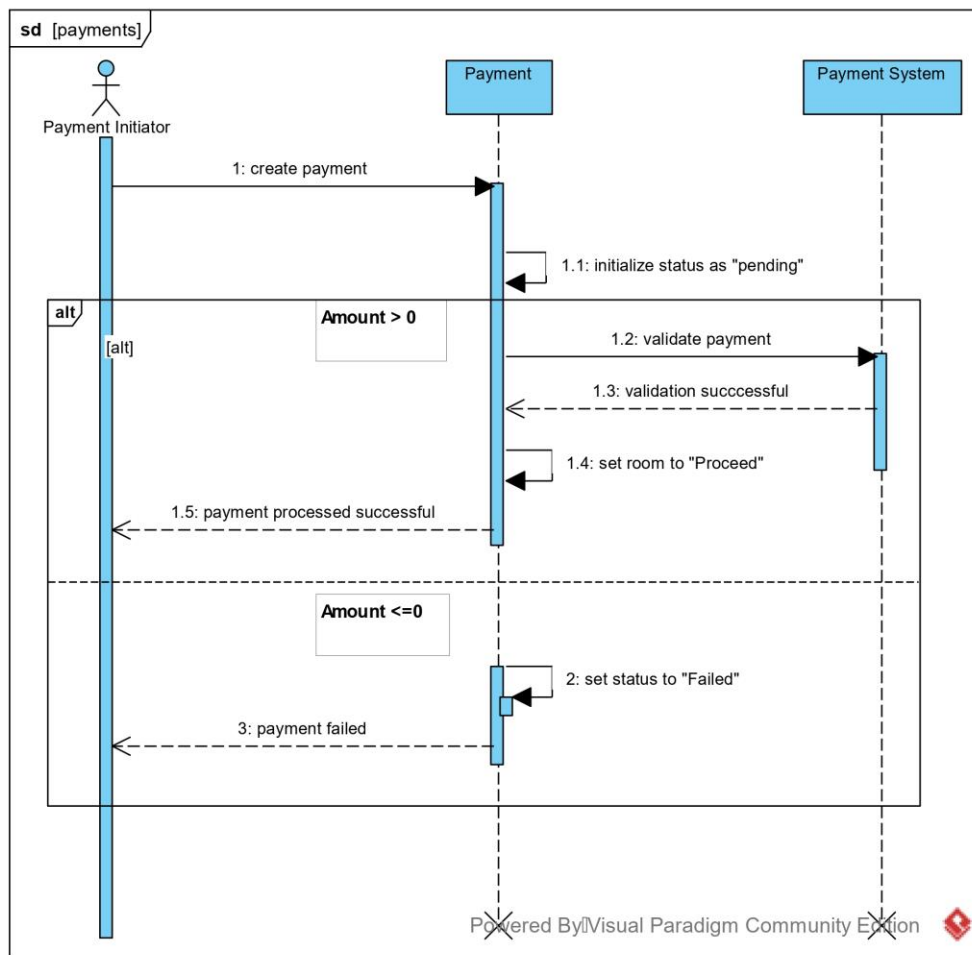 sd [payments]
Payment Initiator
Payment
Payment System
1: create payment
1.1: initialize status as "pending"
alt
[alt]
Amount > 0
1.2: validate payment
1.3: validation succcessful
1.4: set room to "Proceed"
1.5: payment processed successful
Amount <=0
2: set status to "Failed"
3: payment failed
Powered By Visual Paradigm Community Edition